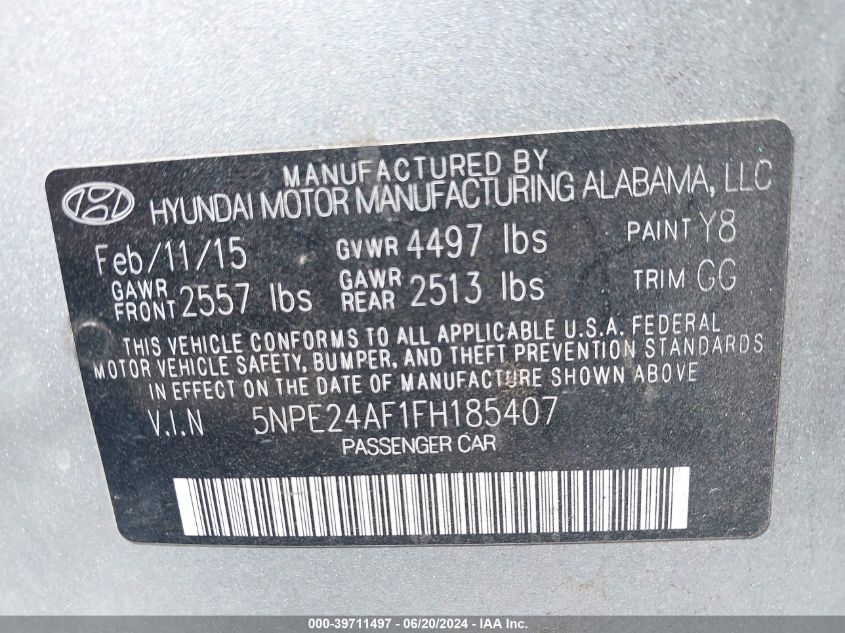 MANUFACTURED BY
HYUNDAI MOTOR MANUFACTURING ALABAMA, LLC
Feb/11/15 GVWR 4497 lbs PAINT Y8
GAWR FRONT 2557 lbs GAWR REAR 2513 lbs TRIM GG
THIS VEHICLE CONFORMS TO ALL APPLICABLE U.S.A. FEDERAL
MOTOR VEHICLE SAFETY, BUMPER, AND THEFT PREVENTION STANDARDS
IN EFFECT ON THE DATE OF MANUFACTURE SHOWN ABOVE
V.I.N 5NPE24AF1FH185407
PASSENGER CAR
000-39711497 - 06/20/2024 - IAA Inc.